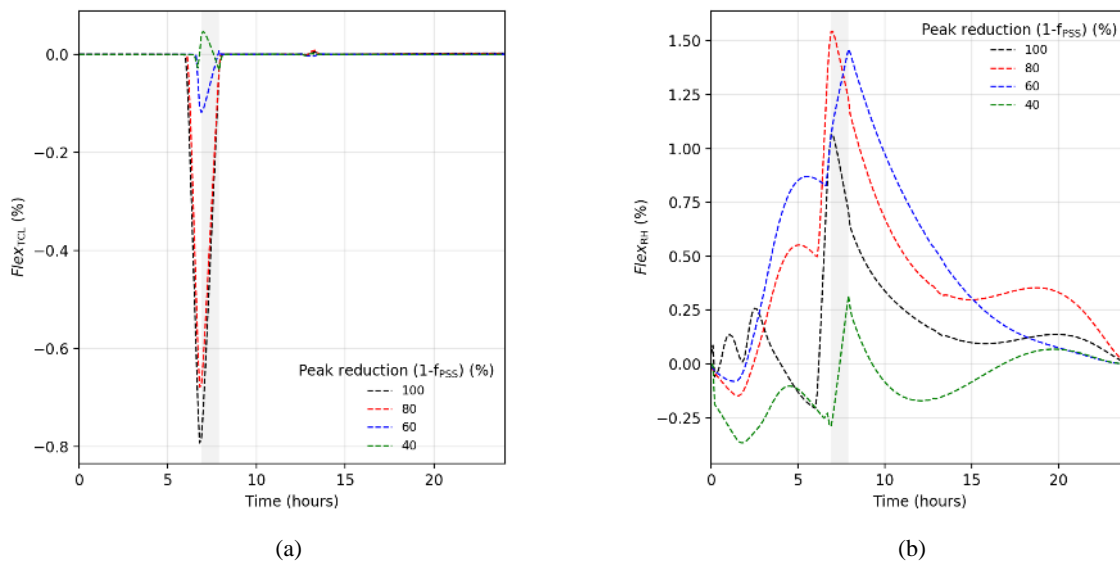 0.0
−0.2
−0.4
−0.6
−0.8
Flex_TCL (%)
Peak reduction (1-f_PSS) (%)
100
80
60
40
0 5 10 15 20
Time (hours)
(a)
1.50
1.25
1.00
0.75
0.50
0.25
0.00
−0.25
Flex_RH (%)
Peak reduction (1-f_PSS) (%)
100
80
60
40
0 5 10 15 20
Time (hours)
(b)